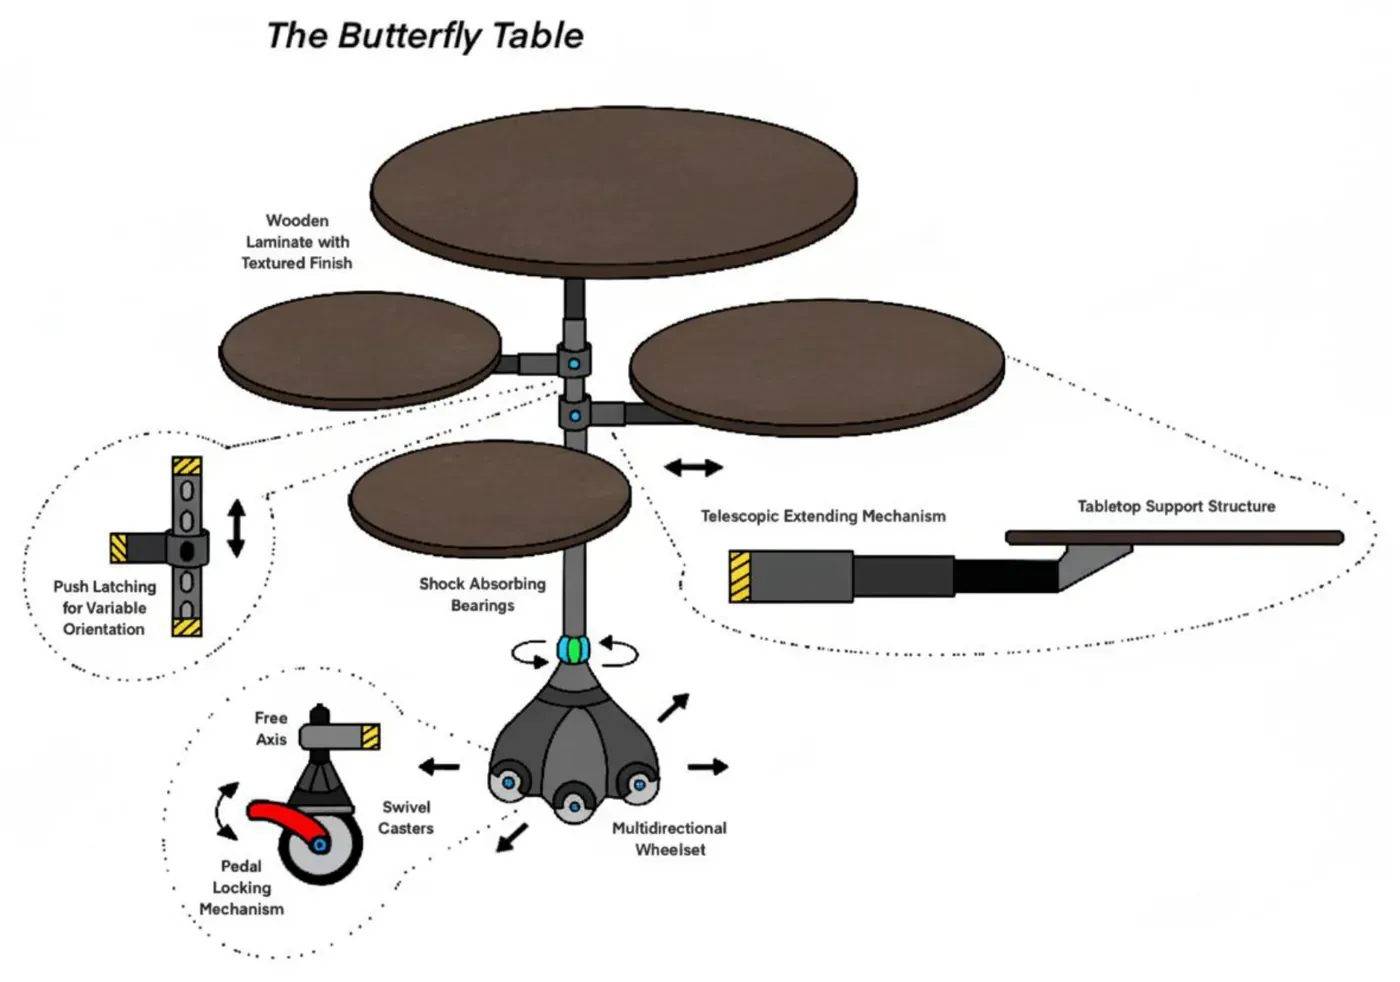 The Butterfly Table
Wooden
Laminate with
Textured Finish
Telescopic Extending Mechanism
Tabletop Support Structure
Push Latching
for Variable
Orientation
Shock Absorbing
Bearings
Free
Axis
Swivel
Casters
Pedal
Locking
Mechanism
Multidirectional
Wheelset